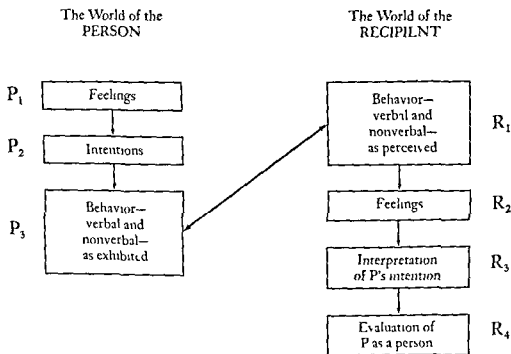 The World of the
PERSON
P₁
Feelings
P₂
Intentions
P₃
Behavior—
verbal and
nonverbal—
as exhibited
The World of the
RECIPILNT
Behavior—
verbal and
nonverbal—
as perceived
R₁
Feelings
R₂
Interpretation
of P's intention
R₃
Evaluation of
P as a person
R₄